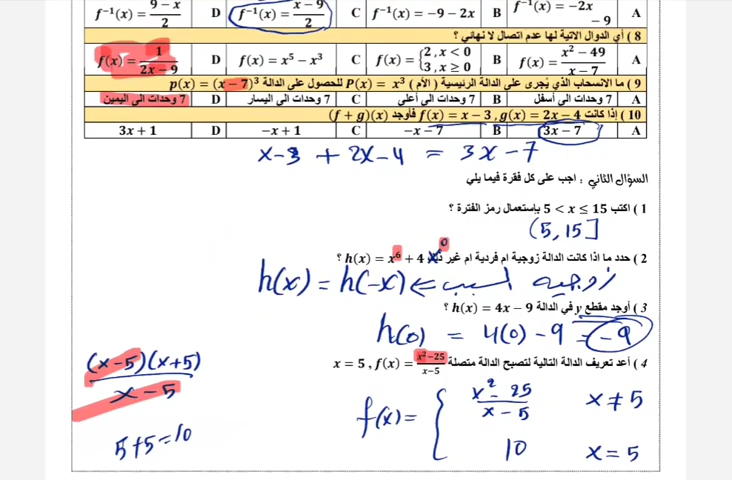 f⁻¹(x) = 9 − x / 2 D f⁻¹(x) = x − 9 / 2 C f⁻¹(x) = −9 − 2x B f⁻¹(x) = −2x − 9 A
8 ) أي الدوال الاتية لها عدم اتصال لا نهائي ؟
f(x) = 1 / 2x − 9 D f(x) = x⁵ − x³ C f(x) = {2, x < 0 3, x ≥ 0 B f(x) = x² − 49 / x − 7 A
9 ) ما الانسحاب الذي يُجرى على الدالة الرئيسية ( الأم ) P(x) = x³ للحصول على الدالة p(x) = (x − 7)³
7 وحدات الى اليمين D 7 وحدات الى اليسار C 7 وحدات الى أعلى B 7 وحدات الى أسفل A
10 ) إذا كانت f(x) = x − 3 , g(x) = 2x − 4 فأوجد (f + g)(x)
3x + 1 D −x + 1 C −x − 7 B 3x − 7 A
x − 3 + 2x − 4 = 3x − 7
السؤال الثاني : اجب على كل فقرة فيما يلي
1 ) اكتب 5 < x ≤ 15 بإستعمال رمز الفترة ؟
(5, 15]
2 ) حدد ما اذا كانت الدالة زوجية ام فردية ام غير ذلك h(x) = x⁶ + 4 ؟
x⁰
h(x) = h(−x) ⇐ السبب زوجيه
3 ) أوجد مقطع y في الدالة h(x) = 4x − 9 ؟
h(0) = 4(0) − 9 = −9
4 ) أعد تعريف الدالة التالية لتصبح الدالة متصلة x = 5 , f(x) = x²−25 / x−5
(x−5)(x+5)
x − 5
5+5=10
f(x) = { x² − 25 / x − 5 x ≠ 5
10 x = 5